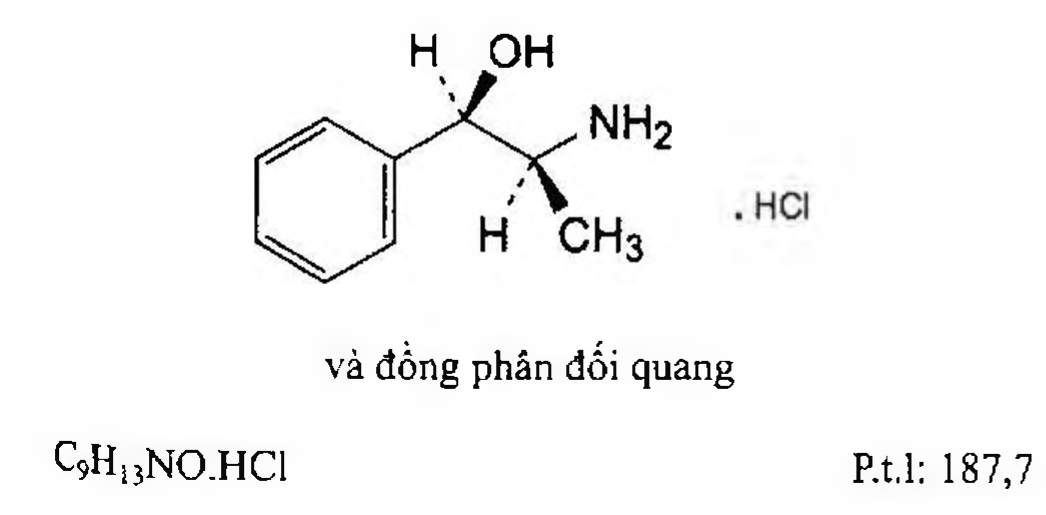 H OH
NH₂
H CH₃ . HCl
và đồng phân đối quang
C₉H₁₃NO.HCl P.t.l: 187,7